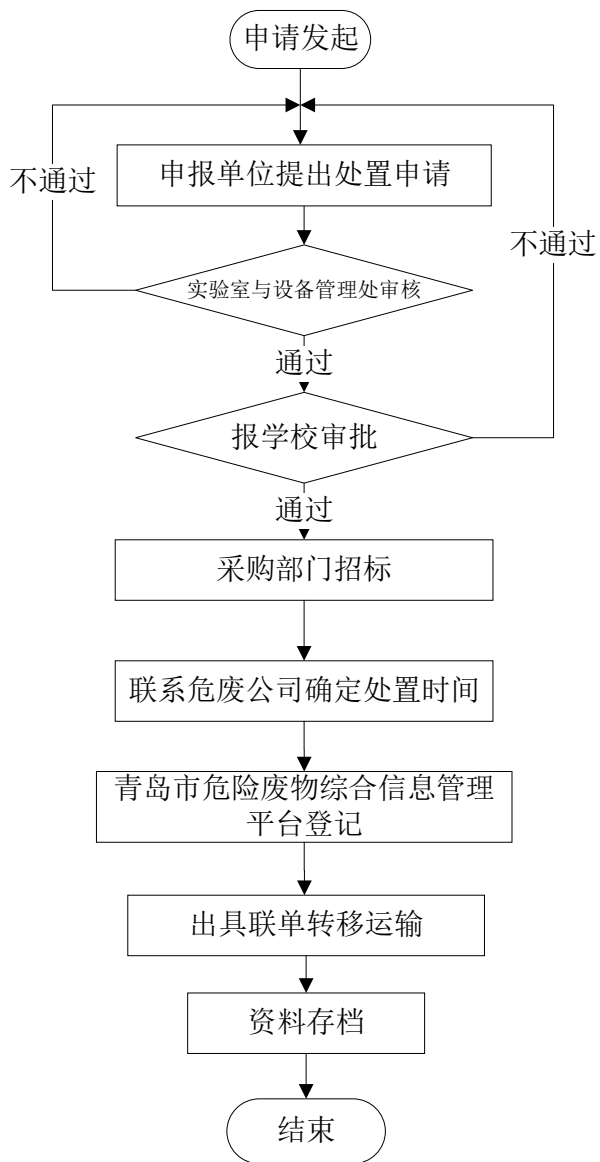 申请发起
不通过
申报单位提出处置申请
不通过
实验室与设备管理处审核
通过
报学校审批
通过
采购部门招标
联系危废公司确定处置时间
青岛市危险废物综合信息管理
平台登记
出具联单转移运输
资料存档
结束